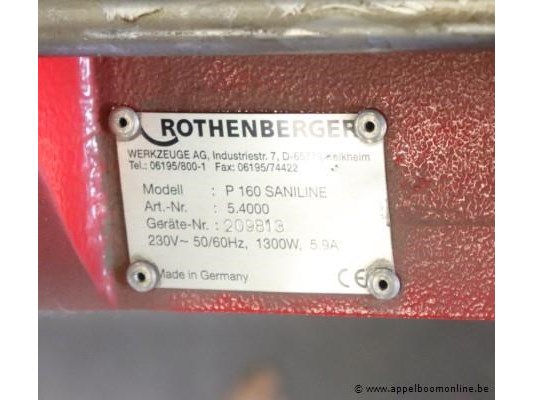 ROTHENBERGER
WERKZEUGE AG, Industriestr. 7,
Tel.: 06195/800-1 Fax: 06195/74422
Modell : P 160 SANILINE
Art.-Nr. : 5.4000
Geräte-Nr. : 209813
230V~ 50/60Hz, 1300W, 5.9A
Made in Germany CE
© www.appelboomonline.be